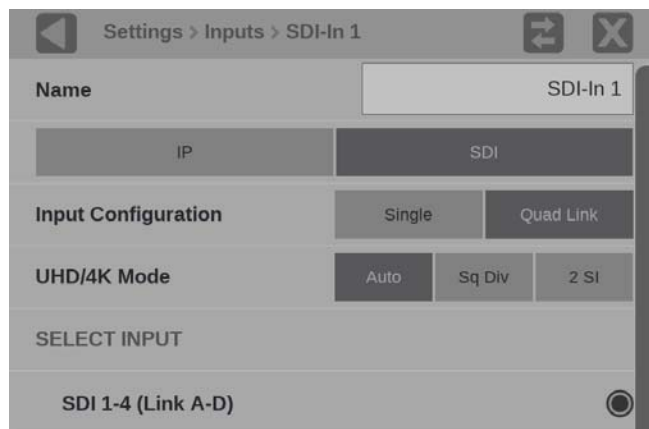 Settings > Inputs > SDI-In 1
Name
SDI-In 1
IP
SDI
Input Configuration
Single
Quad Link
UHD/4K Mode
Auto
Sq Div
2 SI
SELECT INPUT
SDI 1-4 (Link A-D)